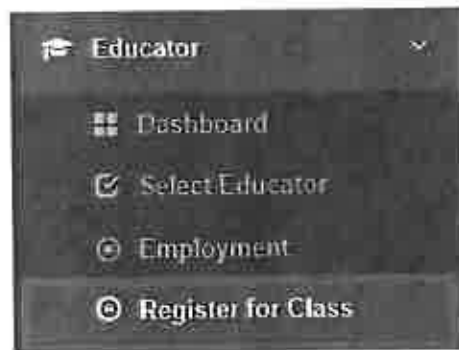 Educator
Dashboard
Select Educator
Employment
Register for Class